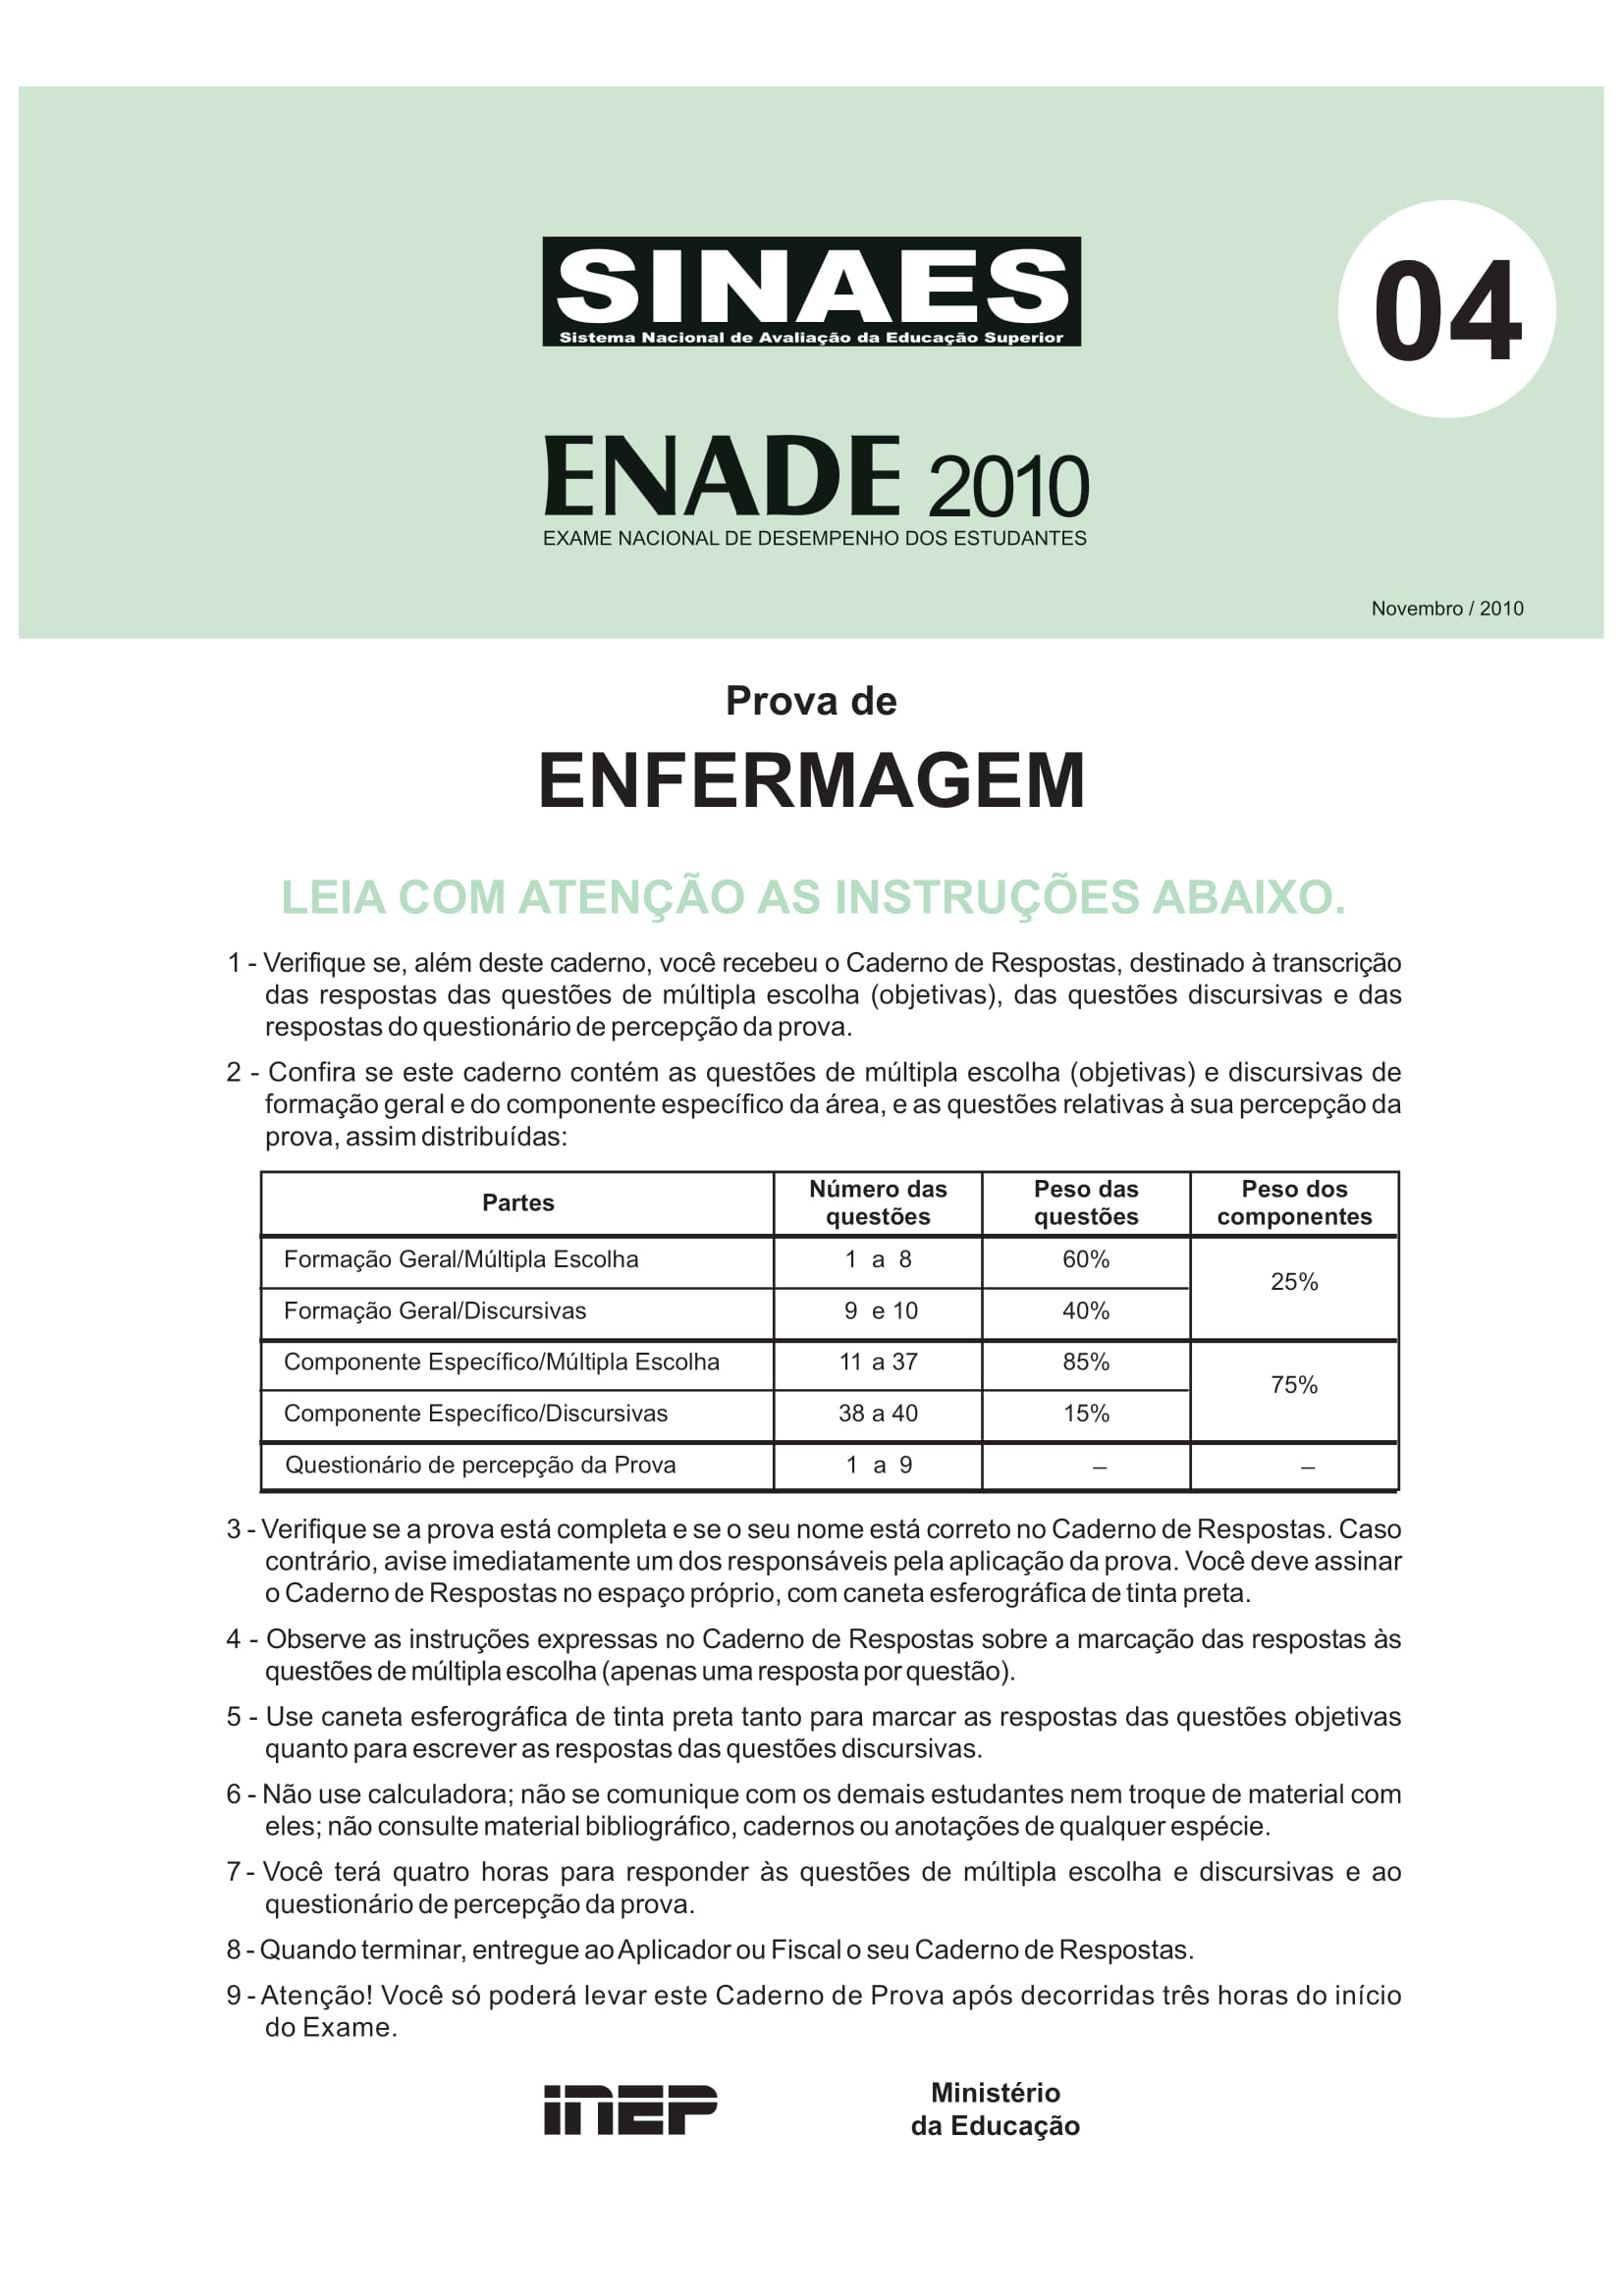 SINAES
Sistema Nacional de Avaliação da Educação Superior
04
ENADE 2010
EXAME NACIONAL DE DESEMPENHO DOS ESTUDANTES
Novembro / 2010
Prova de
ENFERMAGEM
LEIA COM ATENÇÃO AS INSTRUÇÕES ABAIXO.
1 - Verifique se, além deste caderno, você recebeu o Caderno de Respostas, destinado à transcrição
das respostas das questões de múltipla escolha (objetivas), das questões discursivas e das
respostas do questionário de percepção da prova.
2 - Confira se este caderno contém as questões de múltipla escolha (objetivas) e discursivas de
formação geral e do componente específico da área, e as questões relativas à sua percepção da
prova, assim distribuídas:
Partes Número das questões Peso das questões Peso dos componentes
Formação Geral/Múltipla Escolha 1 a 8 60% 25%
Formação Geral/Discursivas 9 e 10 40%
Componente Específico/Múltipla Escolha 11 a 37 85% 75%
Componente Específico/Discursivas 38 a 40 15%
Questionário de percepção da Prova 1 a 9 – –
3 - Verifique se a prova está completa e se o seu nome está correto no Caderno de Respostas. Caso
contrário, avise imediatamente um dos responsáveis pela aplicação da prova. Você deve assinar
o Caderno de Respostas no espaço próprio, com caneta esferográfica de tinta preta.
4 - Observe as instruções expressas no Caderno de Respostas sobre a marcação das respostas às
questões de múltipla escolha (apenas uma resposta por questão).
5 - Use caneta esferográfica de tinta preta tanto para marcar as respostas das questões objetivas
quanto para escrever as respostas das questões discursivas.
6 - Não use calculadora; não se comunique com os demais estudantes nem troque de material com
eles; não consulte material bibliográfico, cadernos ou anotações de qualquer espécie.
7 - Você terá quatro horas para responder às questões de múltipla escolha e discursivas e ao
questionário de percepção da prova.
8 - Quando terminar, entregue ao Aplicador ou Fiscal o seu Caderno de Respostas.
9 - Atenção! Você só poderá levar este Caderno de Prova após decorridas três horas do início
do Exame.
INEP
Ministério
da Educação